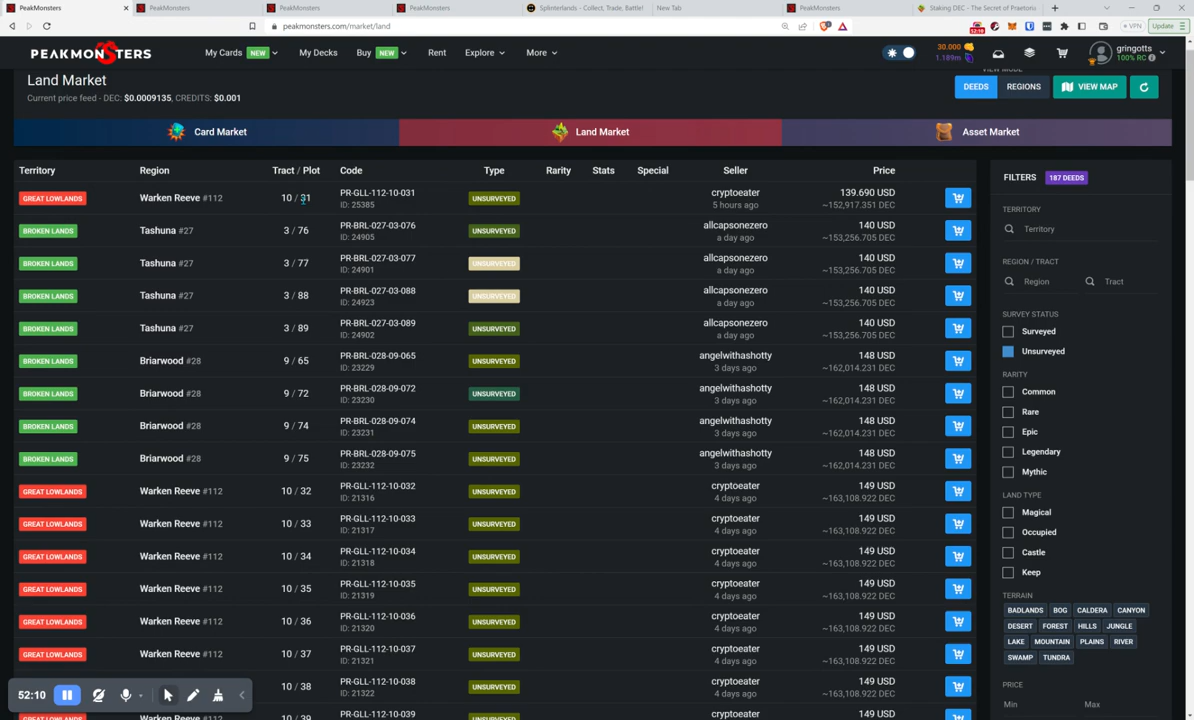 PeakMonsters
PeakMonsters
PeakMonsters
PeakMonsters
Splinterlands - Collect, Trade, Battle!
New Tab
PeakMonsters
Staking DEC - The Secret of Praetoria
peakmonsters.com/market/land
52:10
VPN
Update
PEAKMONSTERS
My Cards NEW
My Decks
Buy NEW
Rent
Explore
More
30.000
1.189m
gringotts
100% RC
Land Market
Current price feed - DEC: $0.0009135, CREDITS: $0.001
VIEW MODE
DEEDS
REGIONS
VIEW MAP
Card Market
Land Market
Asset Market
Territory Region Tract / Plot Code Type Rarity Stats Special Seller Price
GREAT LOWLANDS Warken Reeve #112 10 / 31 PR-GLL-112-10-031 UNSURVEYED cryptoeater 139.690 USD
ID: 25385 5 hours ago ~152,917.351 DEC
BROKEN LANDS Tashuna #27 3 / 76 PR-BRL-027-03-076 UNSURVEYED allcapsonezero 140 USD
ID: 24905 a day ago ~153,256.705 DEC
BROKEN LANDS Tashuna #27 3 / 77 PR-BRL-027-03-077 UNSURVEYED allcapsonezero 140 USD
ID: 24901 a day ago ~153,256.705 DEC
BROKEN LANDS Tashuna #27 3 / 88 PR-BRL-027-03-088 UNSURVEYED allcapsonezero 140 USD
ID: 24923 a day ago ~153,256.705 DEC
BROKEN LANDS Tashuna #27 3 / 89 PR-BRL-027-03-089 UNSURVEYED allcapsonezero 140 USD
ID: 24902 a day ago ~153,256.705 DEC
BROKEN LANDS Briarwood #28 9 / 65 PR-BRL-028-09-065 UNSURVEYED angelwithashotty 148 USD
ID: 23229 3 days ago ~162,014.231 DEC
BROKEN LANDS Briarwood #28 9 / 72 PR-BRL-028-09-072 UNSURVEYED angelwithashotty 148 USD
ID: 23230 3 days ago ~162,014.231 DEC
BROKEN LANDS Briarwood #28 9 / 74 PR-BRL-028-09-074 UNSURVEYED angelwithashotty 148 USD
ID: 23231 3 days ago ~162,014.231 DEC
BROKEN LANDS Briarwood #28 9 / 75 PR-BRL-028-09-075 UNSURVEYED angelwithashotty 148 USD
ID: 23232 3 days ago ~162,014.231 DEC
GREAT LOWLANDS Warken Reeve #112 10 / 32 PR-GLL-112-10-032 UNSURVEYED cryptoeater 149 USD
ID: 21316 4 days ago ~163,108.922 DEC
GREAT LOWLANDS Warken Reeve #112 10 / 33 PR-GLL-112-10-033 UNSURVEYED cryptoeater 149 USD
ID: 21317 4 days ago ~163,108.922 DEC
GREAT LOWLANDS Warken Reeve #112 10 / 34 PR-GLL-112-10-034 UNSURVEYED cryptoeater 149 USD
ID: 21318 4 days ago ~163,108.922 DEC
GREAT LOWLANDS Warken Reeve #112 10 / 35 PR-GLL-112-10-035 UNSURVEYED cryptoeater 149 USD
ID: 21319 4 days ago ~163,108.922 DEC
GREAT LOWLANDS Warken Reeve #112 10 / 36 PR-GLL-112-10-036 UNSURVEYED cryptoeater 149 USD
ID: 21320 4 days ago ~163,108.922 DEC
GREAT LOWLANDS Warken Reeve #112 10 / 37 PR-GLL-112-10-037 UNSURVEYED cryptoeater 149 USD
ID: 21321 4 days ago ~163,108.922 DEC
10 / 38 PR-GLL-112-10-038 UNSURVEYED cryptoeater 149 USD
ID: 21322 4 days ago ~163,108.922 DEC
10 / 39 PR-GLL-112-10-039 UNSURVEYED cryptoeater 149 USD
52:10
FILTERS 187 DEEDS
TERRITORY
Territory
REGION / TRACT
Region
Tract
SURVEY STATUS
Surveyed
Unsurveyed
RARITY
Common
Rare
Epic
Legendary
Mythic
LAND TYPE
Magical
Occupied
Castle
Keep
TERRAIN
BADLANDS BOG CALDERA CANYON
DESERT FOREST HILLS JUNGLE
LAKE MOUNTAIN PLAINS RIVER
SWAMP TUNDRA
PRICE
Min
Max